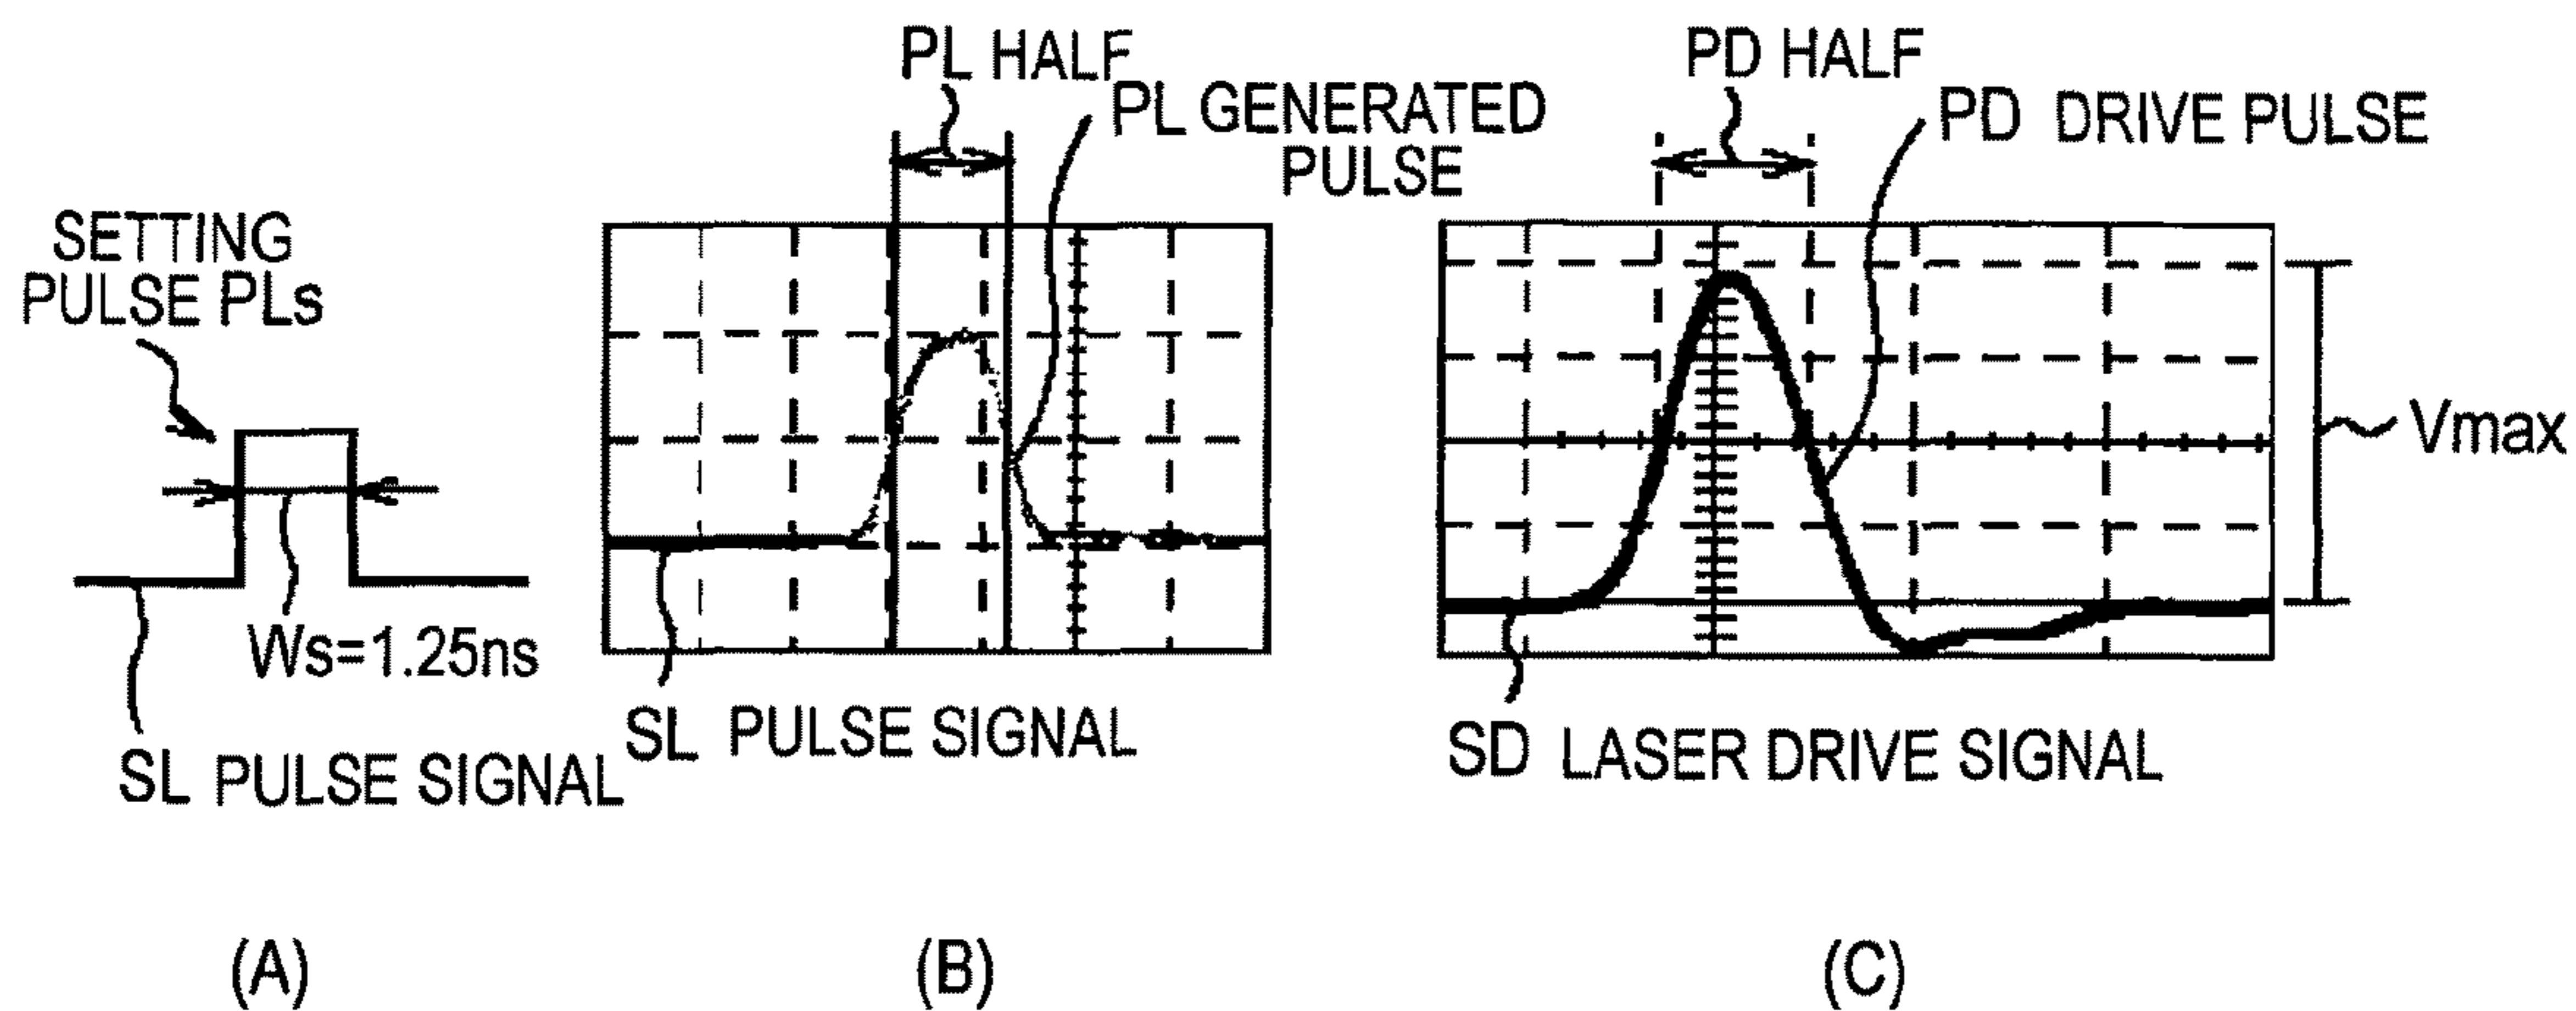 SETTING
PULSE PLs
Ws=1.25ns
SL PULSE SIGNAL
(A)
PL HALF
PL GENERATED
PULSE
SL PULSE SIGNAL
(B)
PD HALF
PD DRIVE PULSE
Vmax
SD LASER DRIVE SIGNAL
(C)